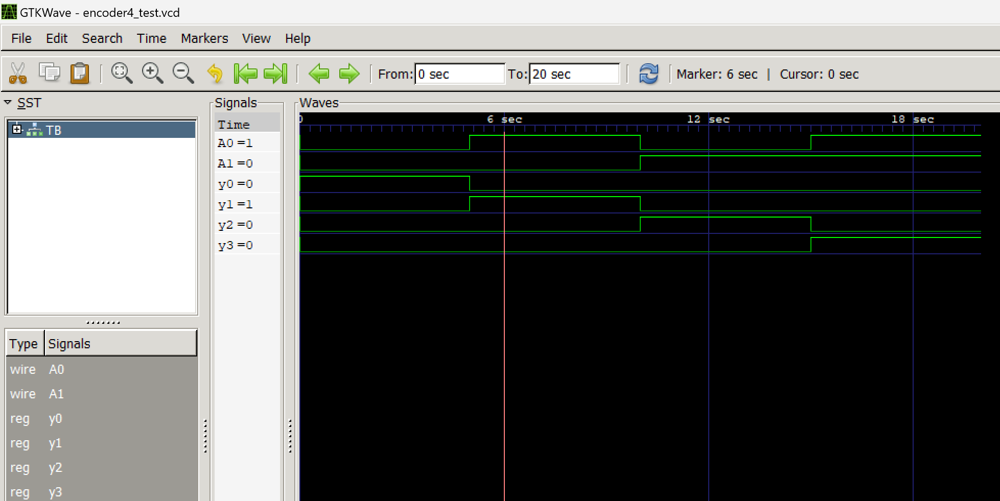 GTKWave - encoder4_test.vcd
File Edit Search Time Markers View Help
From: 0 sec To: 20 sec Marker: 6 sec | Cursor: 0 sec
SST
TB
Type Signals
wire A0
wire A1
reg y0
reg y1
reg y2
reg y3
Signals
Time
A0 =1
A1 =0
y0 =0
y1 =1
y2 =0
y3 =0
Waves
0 6 sec 12 sec 18 sec